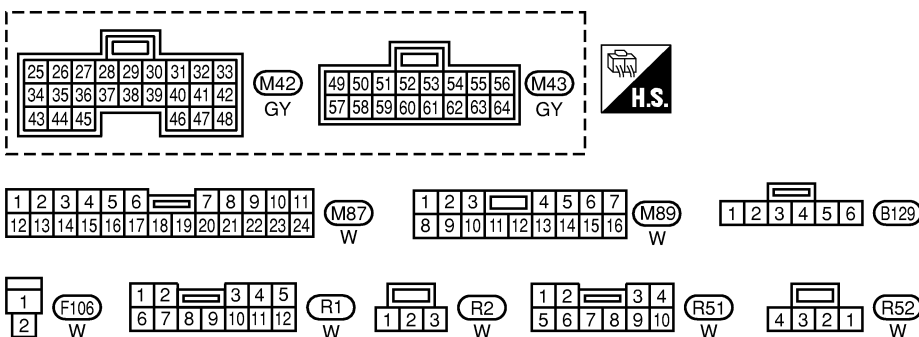 25 26 27 28 29 30 31 32 33
34 35 36 37 38 39 40 41 42
43 44 45 46 47 48
M42
GY
49 50 51 52 53 54 55 56
57 58 59 60 61 62 63 64
M43
GY
H.S.
1 2 3 4 5 6 7 8 9 10 11
12 13 14 15 16 17 18 19 20 21 22 23 24
M87
W
1 2 3 4 5 6 7
8 9 10 11 12 13 14 15 16
M89
W
1 2 3 4 5 6
B129
1
2
F106
W
1 2 3 4 5
6 7 8 9 10 11 12
R1
W
1 2 3
R2
W
1 2 3 4
5 6 7 8 9 10
R51
W
4 3 2 1
R52
W